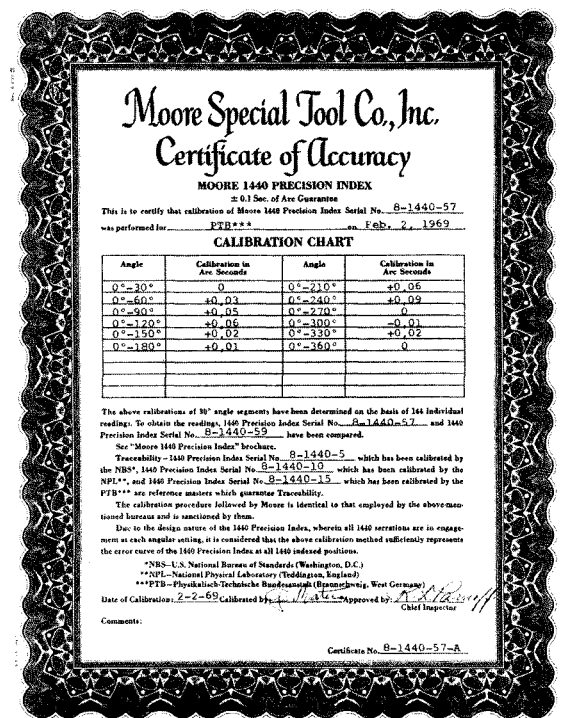 Moore Special Tool Co., Inc.
Certificate of Accuracy
MOORE 1440 PRECISION INDEX
± 0.1 Sec. of Arc Guarantee
This is to certify that calibration of Moore 1440 Precision Index Serial No. 8-1440-57
was performed for PTB*** on Feb. 2, 1969
CALIBRATION CHART
Angle Calibration in Arc Seconds Angle Calibration in Arc Seconds
0°-30° 0 0°-210° +0.06
0°-60° +0.03 0°-240° +0.09
0°-90° +0.05 0°-270° 0
0°-120° +0.06 0°-300° -0.01
0°-150° +0.02 0°-330° +0.02
0°-180° +0.01 0°-360° 0
The above calibrations of 30° angle segments have been determined on the basis of 144 individual
readings. To obtain the readings, 1440 Precision Index Serial No. 8-1440-57 and 1440
Precision Index Serial No. 8-1440-59 have been compared.
See "Moore 1440 Precision Index" brochure.
Traceability – 1440 Precision Index Serial No. 8-1440-5 which has been calibrated by
the NBS*, 1440 Precision Index Serial No. 8-1440-10 which has been calibrated by the
NPL**, and 1440 Precision Index Serial No. 8-1440-15 which has been calibrated by the
PTB*** are reference masters which guarantee Traceability.
The calibration procedure followed by Moore is identical to that employed by the above-men-
tioned bureaus and is sanctioned by them.
Due to the design nature of the 1440 Precision Index, wherein all 1440 serrations are in engage-
ment at each angular setting, it is considered that the above calibration method sufficiently represents
the error curve of the 1440 Precision Index at all 1440 indexed positions.
*NBS–U.S. National Bureau of Standards (Washington, D.C.)
**NPL–National Physical Laboratory (Teddington, England)
***PTB–Physikalisch-Technische Bundesanstalt (Braunschweig, West Germany)
Date of Calibration: 2-2-69 Calibrated by Approved by:
Chief Inspector
Comments:
Certificate No. 8-1440-57-A